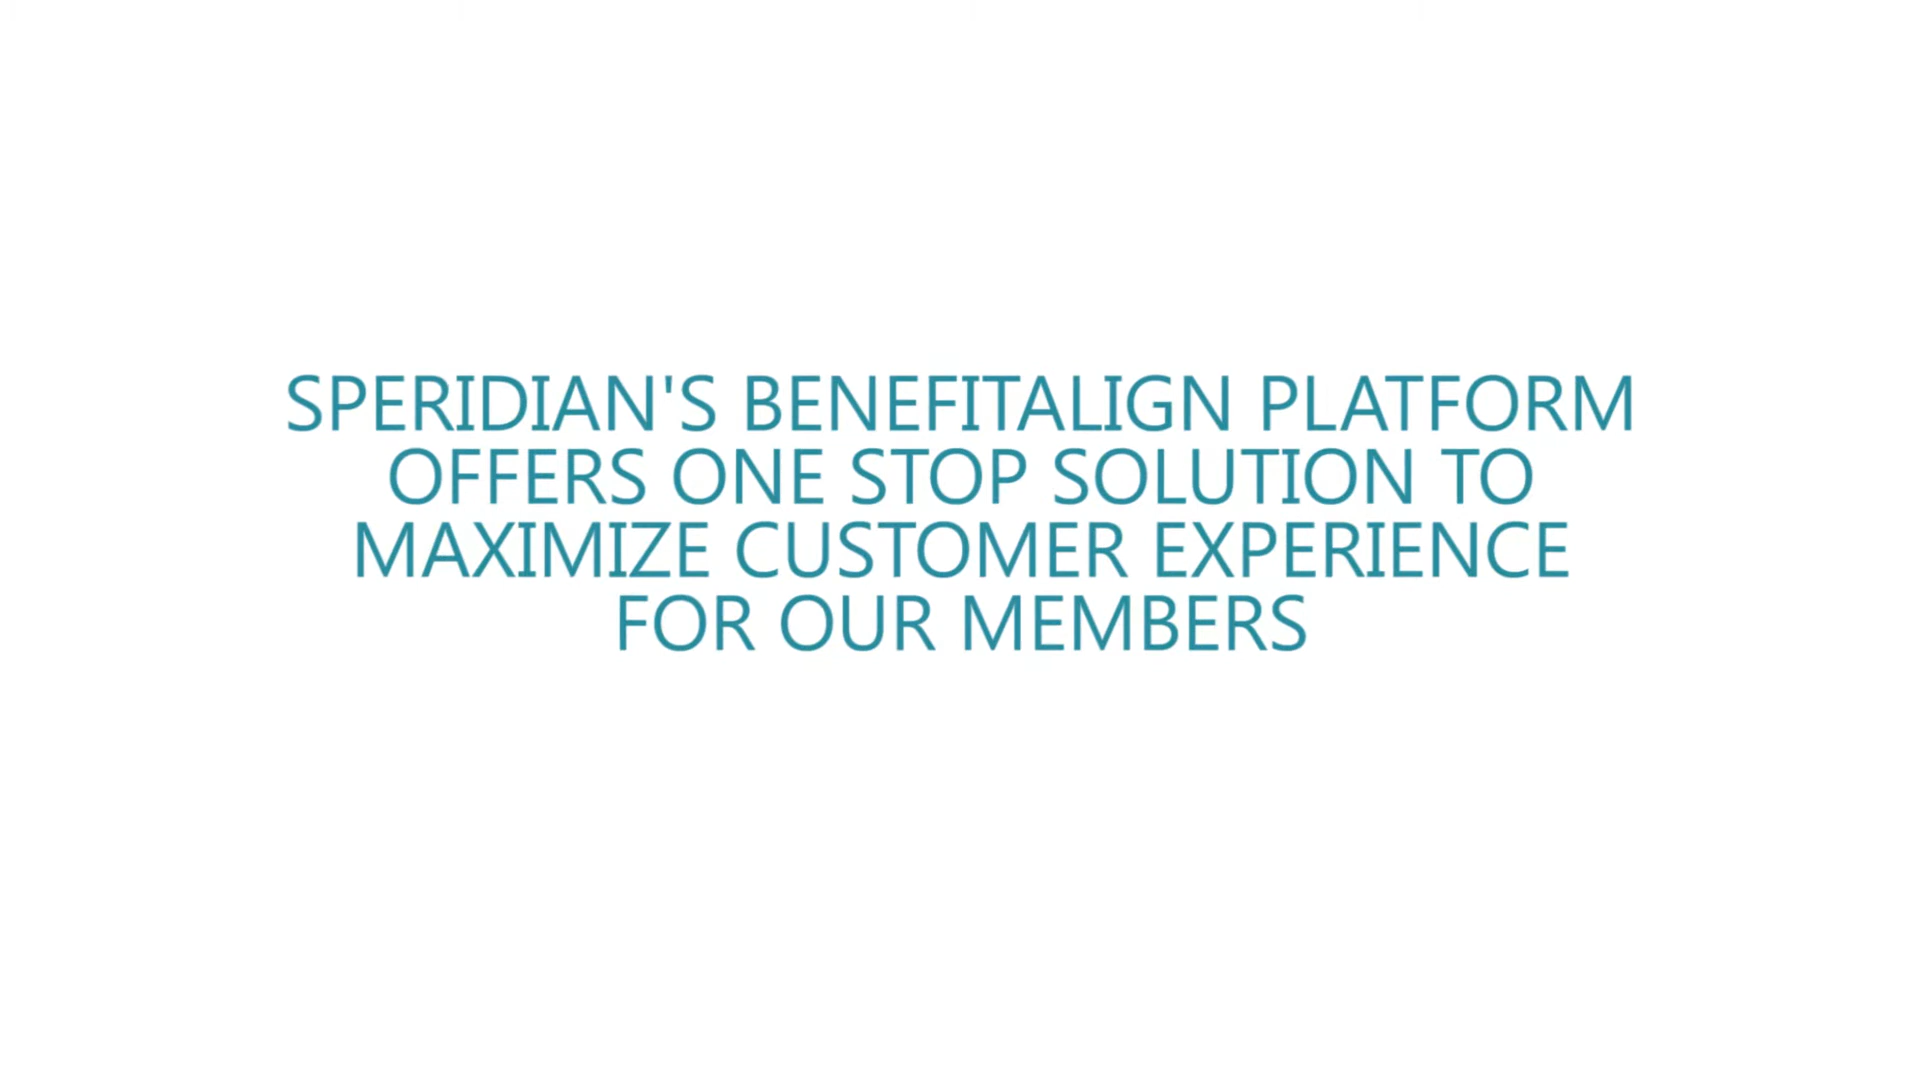 SPERIDIAN'S BENEFITALIGN PLATFORM
OFFERS ONE STOP SOLUTION TO
MAXIMIZE CUSTOMER EXPERIENCE
FOR OUR MEMBERS